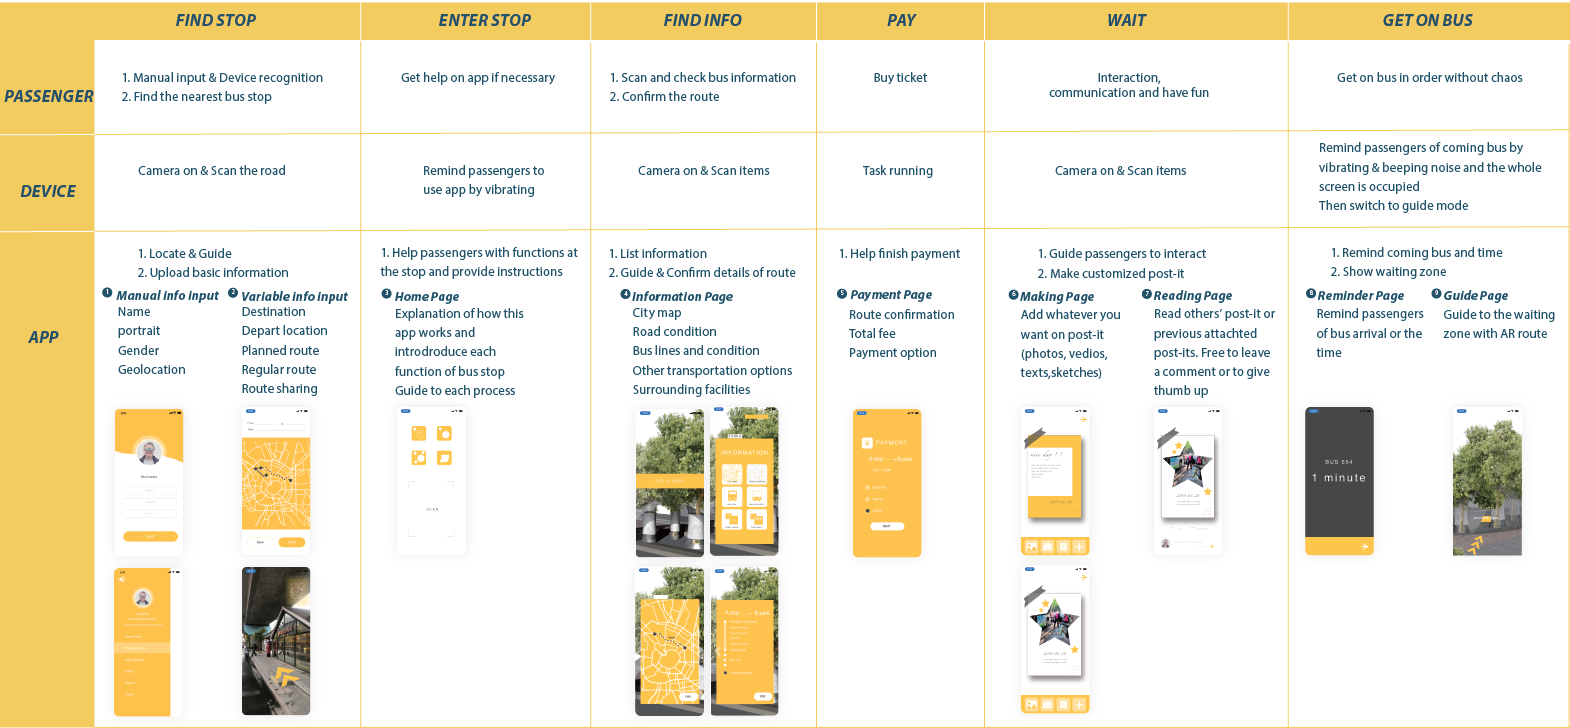 FIND STOP
ENTER STOP
FIND INFO
PAY
WAIT
GET ON BUS
PASSENGER
1. Manual input & Device recognition
2. Find the nearest bus stop
Get help on app if necessary
1. Scan and check bus information
2. Confirm the route
Buy ticket
Interaction,
communication and have fun
Get on bus in order without chaos
DEVICE
Camera on & Scan the road
Remind passengers to
use app by vibrating
Camera on & Scan items
Task running
Camera on & Scan items
Remind passengers of coming bus by
vibrating & beeping noise and the whole
screen is occupied
Then switch to guide mode
APP
1. Locate & Guide
2. Upload basic information
1 Manual info input
Name
portrait
Gender
Geolocation
2 Variable info input
Destination
Depart location
Planned route
Regular route
Route sharing
1. Help passengers with functions at
the stop and provide instructions
3 Home Page
Explanation of how this
app works and
introdroduce each
function of bus stop
Guide to each process
SCAN
1. List information
2. Guide & Confirm details of route
4 Information Page
City map
Road condition
Bus lines and condition
Other transportation options
Surrounding facilities
INFORMATION
1. Help finish payment
5 Payment Page
Route confirmation
Total fee
Payment option
PAYMENT
1. Guide passengers to interact
2. Make customized post-it
6 Making Page
Add whatever you
want on post-it
(photos, vedios,
texts,sketches)
7 Reading Page
Read others' post-it or
previous attachted
post-its. Free to leave
a comment or to give
thumb up
1. Remind coming bus and time
2. Show waiting zone
8 Reminder Page
Remind passengers
of bus arrival or the
time
9 Guide Page
Guide to the waiting
zone with AR route
BUS 564
1 minute